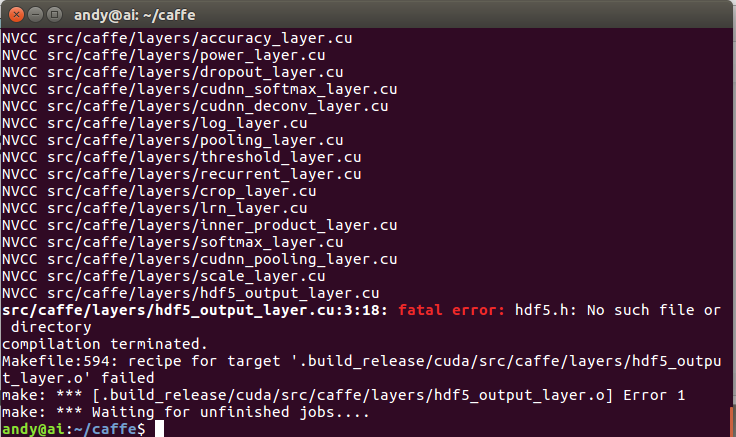 andy@ai: ~/caffe
NVCC src/caffe/layers/accuracy_layer.cu
NVCC src/caffe/layers/power_layer.cu
NVCC src/caffe/layers/dropout_layer.cu
NVCC src/caffe/layers/cudnn_softmax_layer.cu
NVCC src/caffe/layers/cudnn_deconv_layer.cu
NVCC src/caffe/layers/log_layer.cu
NVCC src/caffe/layers/pooling_layer.cu
NVCC src/caffe/layers/threshold_layer.cu
NVCC src/caffe/layers/recurrent_layer.cu
NVCC src/caffe/layers/crop_layer.cu
NVCC src/caffe/layers/lrn_layer.cu
NVCC src/caffe/layers/inner_product_layer.cu
NVCC src/caffe/layers/softmax_layer.cu
NVCC src/caffe/layers/cudnn_pooling_layer.cu
NVCC src/caffe/layers/scale_layer.cu
NVCC src/caffe/layers/hdf5_output_layer.cu
src/caffe/layers/hdf5_output_layer.cu:3:18: fatal error: hdf5.h: No such file or
 directory
compilation terminated.
Makefile:594: recipe for target '.build_release/cuda/src/caffe/layers/hdf5_outpu
t_layer.o' failed
make: *** [.build_release/cuda/src/caffe/layers/hdf5_output_layer.o] Error 1
make: *** Waiting for unfinished jobs....
andy@ai:~/caffe$